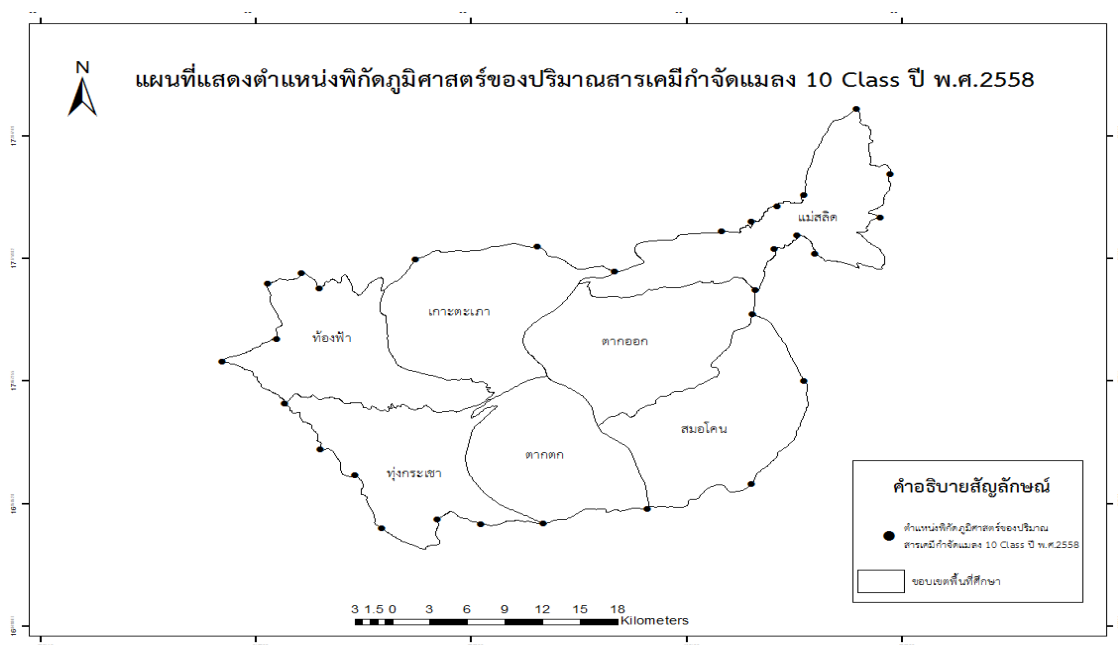 แผนที่แสดงตำแหน่งพิกัดภูมิศาสตร์ของปริมาณสารเคมีกำจัดแมลง 10 Class ปี พ.ศ.2558
N
แม่สลิด
เกาะตะเภา
ท้องฟ้า
ตากออก
สมอโคน
ตากตก
ทุ่งกระเชา
คำอธิบายสัญลักษณ์
ตำแหน่งพิกัดภูมิศาสตร์ของปริมาณ
สารเคมีกำจัดแมลง 10 Class ปี พ.ศ.2558
ขอบเขตพื้นที่ศึกษา
3 1.5 0 3 6 9 12 15 18
Kilometers